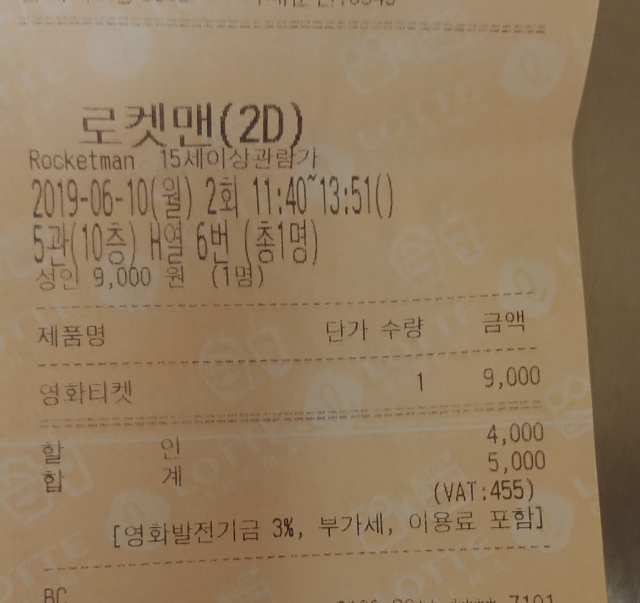 로켓맨(2D)
Rocketman 15세이상관람가
2019-06-10(월) 2회 11:40~13:51()
5관(10층) H열 6번 (총1명)
성인 9,000 원 (1명)
제품명 단가 수량 금액
영화티켓 1 9,000
할 인 4,000
합 계 5,000
(VAT:455)
[영화발전기금 3%, 부가세, 이용료 포함]
BC